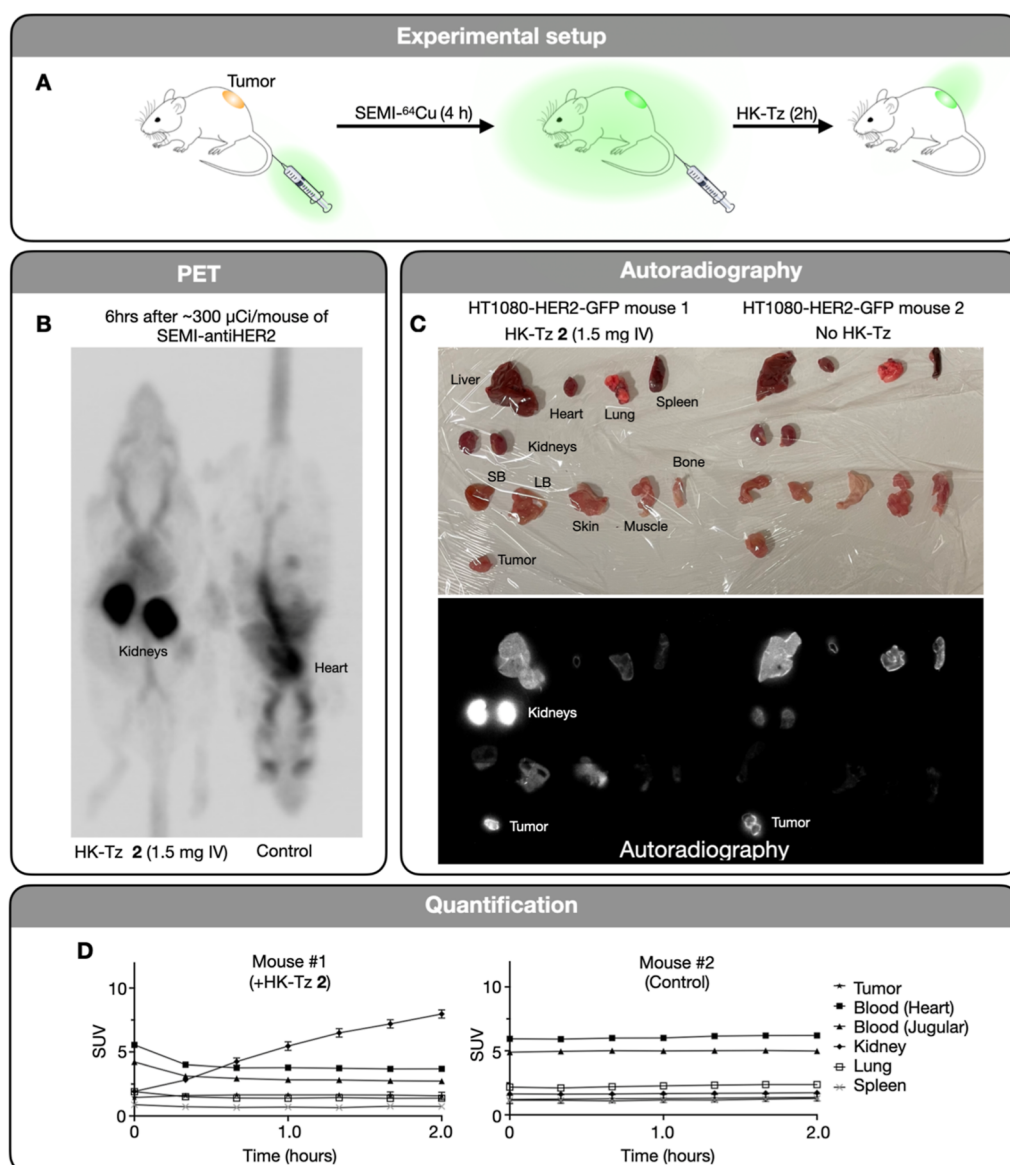 Experimental setup
A
Tumor
SEMI-⁶⁴Cu (4 h)
HK-Tz (2h)
PET
B
6hrs after ~300 µCi/mouse of
SEMI-antiHER2
Kidneys
Heart
HK-Tz 2 (1.5 mg IV)
Control
Autoradiography
C
HT1080-HER2-GFP mouse 1
HT1080-HER2-GFP mouse 2
HK-Tz 2 (1.5 mg IV)
No HK-Tz
Liver
Heart
Lung
Spleen
Kidneys
Bone
SB
LB
Skin
Muscle
Tumor
Kidneys
Tumor
Tumor
Autoradiography
Quantification
D
Mouse #1
(+HK-Tz 2)
10
5
0
SUV
0
1.0
2.0
Time (hours)
Mouse #2
(Control)
10
5
0
SUV
0
1.0
2.0
Time (hours)
Tumor
Blood (Heart)
Blood (Jugular)
Kidney
Lung
Spleen